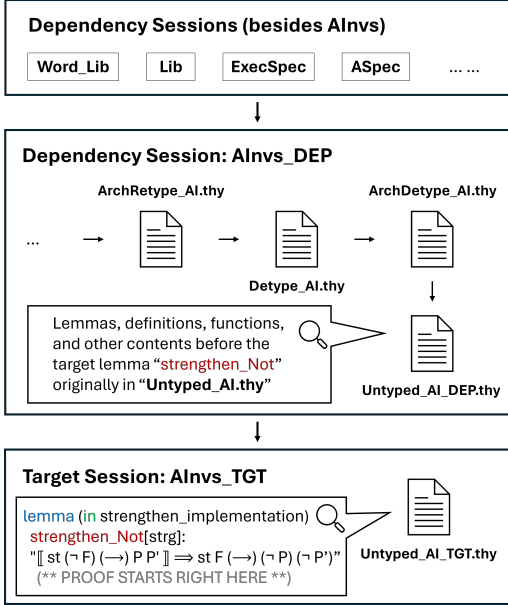 Dependency Sessions (besides AInvs)
Word_Lib Lib ExecSpec ASpec ... ...
Dependency Session: AInvs_DEP
ArchRetype_AI.thy ArchDetype_AI.thy
...
Detype_AI.thy
Lemmas, definitions, functions,
and other contents before the
target lemma “strengthen_Not”
originally in “Untyped_AI.thy”
Untyped_AI_DEP.thy
Target Session: AInvs_TGT
lemma (in strengthen_implementation)
strengthen_Not[strg]:
"⟦ st (¬ F) (⟶) P P' ⟧ ⟹ st F (⟶) (¬ P) (¬ P')”
(** PROOF STARTS RIGHT HERE **)
Untyped_AI_TGT.thy